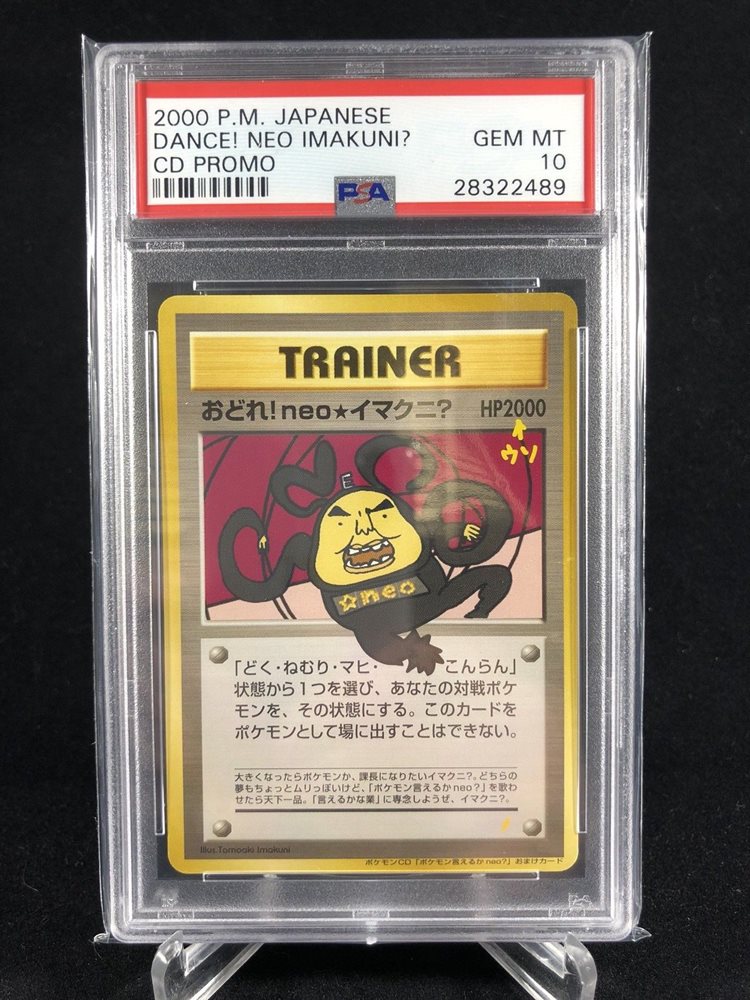 2000 P.M. JAPANESE
DANCE! NEO IMAKUNI? GEM MT
CD PROMO 10
PSA 28322489
TRAINER
おどれ!neo★イマクニ? HP2000
↑
ウソ
E
☆neo
「どく・ねむり・マヒ・こんらん」
状態から1つを選び、あなたの対戦ポケ
モンを、その状態にする。このカードを
ポケモンとして場に出すことはできない。
大きくなったらポケモンか、課長になりたいイマクニ?。どちらの
夢もちょっとムリっぽいけど、「ポケモン言えるかneo?」を歌わ
せたら天下一品。「言えるかな業」に専念しようぜ、イマクニ?。
Illus.Tomoaki Imakuni
ポケモンCD「ポケモン言えるかneo?」おまけカード